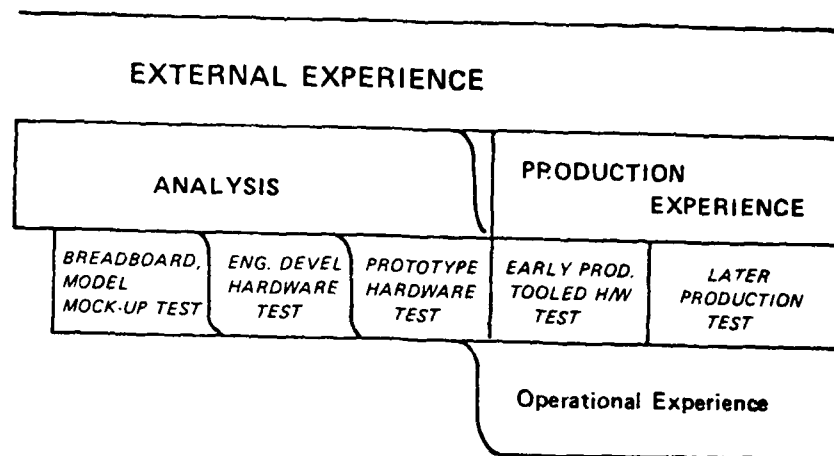 EXTERNAL EXPERIENCE
ANALYSIS
PRODUCTION
EXPERIENCE
BREADBOARD,
MODEL
MOCK-UP TEST
ENG. DEVEL
HARDWARE
TEST
PROTOTYPE
HARDWARE
TEST
EARLY PROD.
TOOLED H/W
TEST
LATER
PRODUCTION
TEST
Operational Experience